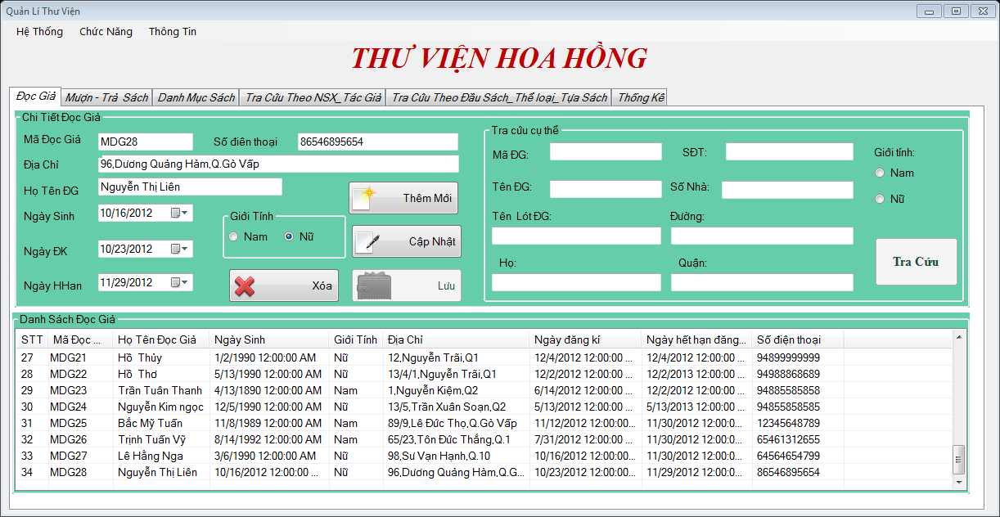 Quản Lí Thư Viện
Hệ Thống Chức Năng Thông Tin
THƯ VIỆN HOA HỒNG
Đọc Giả Mượn - Trả Sách Danh Mục Sách Tra Cứu Theo NSX_Tác Giả Tra Cứu Theo Đầu Sách_Thể loại_Tựa Sách Thống Kê
Chi Tiết Đọc Giả
Mã Đọc Giả MDG28 Số điên thoại 86546895654
Địa Chỉ 96,Dương Quảng Hàm,Q.Gò Vấp
Họ Tên ĐG Nguyễn Thị Liên
Ngày Sinh 10/16/2012
Ngày ĐK 10/23/2012
Ngày HHan 11/29/2012
Giới Tính
Nam Nữ
Thêm Mới
Cập Nhật
Xóa Lưu
Tra cứu cụ thể
Mã ĐG: SĐT: Giới tính:
Nam
Tên ĐG: Số Nhà:
Nữ
Tên Lót ĐG: Đường:
Họ: Quận:
Tra Cứu
Danh Sách Đọc Giả
STT Mã Đọc ... Họ Tên Đọc Giả Ngày Sinh Giới Tính Địa Chỉ Ngày đăng kí Ngày hết hạn đăng... Số điện thoại
27 MDG21 Hồ Thủy 1/2/1990 12:00:00 AM Nữ 12,Nguyễn Trãi,Q1 12/4/2012 12:00:00 ... 12/4/2012 12:00:00 ... 94899999999
28 MDG22 Hồ Thơ 5/13/1990 12:00:00 AM Nữ 13/4/1,Nguyễn Trãi,Q1 12/2/2012 12:00:00 ... 12/2/2013 12:00:00 ... 94988868689
29 MDG23 Trần Tuân Thanh 4/13/1890 12:00:00 AM Nam 1,Nguyễn Kiệm,Q2 6/14/2012 12:00:00 ... 12/2/2012 12:00:00 ... 94885585858
30 MDG24 Nguyễn Kim ngọc 12/5/1990 12:00:00 AM Nữ 13/5,Trần Xuân Soạn,Q2 5/13/2012 12:00:00 ... 5/13/2013 12:00:00 ... 94855858585
31 MDG25 Bắc Mỹ Tuấn 11/8/1989 12:00:00 AM Nam 89/9,Lê Đức Thọ,Q.Gò Vấp 11/12/2012 12:00:0... 11/30/2012 12:00:0... 12345648789
32 MDG26 Trịnh Tuấn Vỹ 8/14/1992 12:00:00 AM Nam 65/23,Tôn Đức Thắng,Q.1 7/31/2012 12:00:00 ... 11/30/2012 12:00:0... 65461312655
33 MDG27 Lê Hằng Nga 3/6/1990 12:00:00 AM Nữ 98,Sư Vạn Hạnh,Q.10 10/16/2012 12:00:0... 11/30/2012 12:00:0... 64564654799
34 MDG28 Nguyễn Thị Liên 10/16/2012 12:00:00 ... Nữ 96,Dương Quảng Hàm,Q.G... 10/23/2012 12:00:0... 11/29/2012 12:00:0... 86546895654